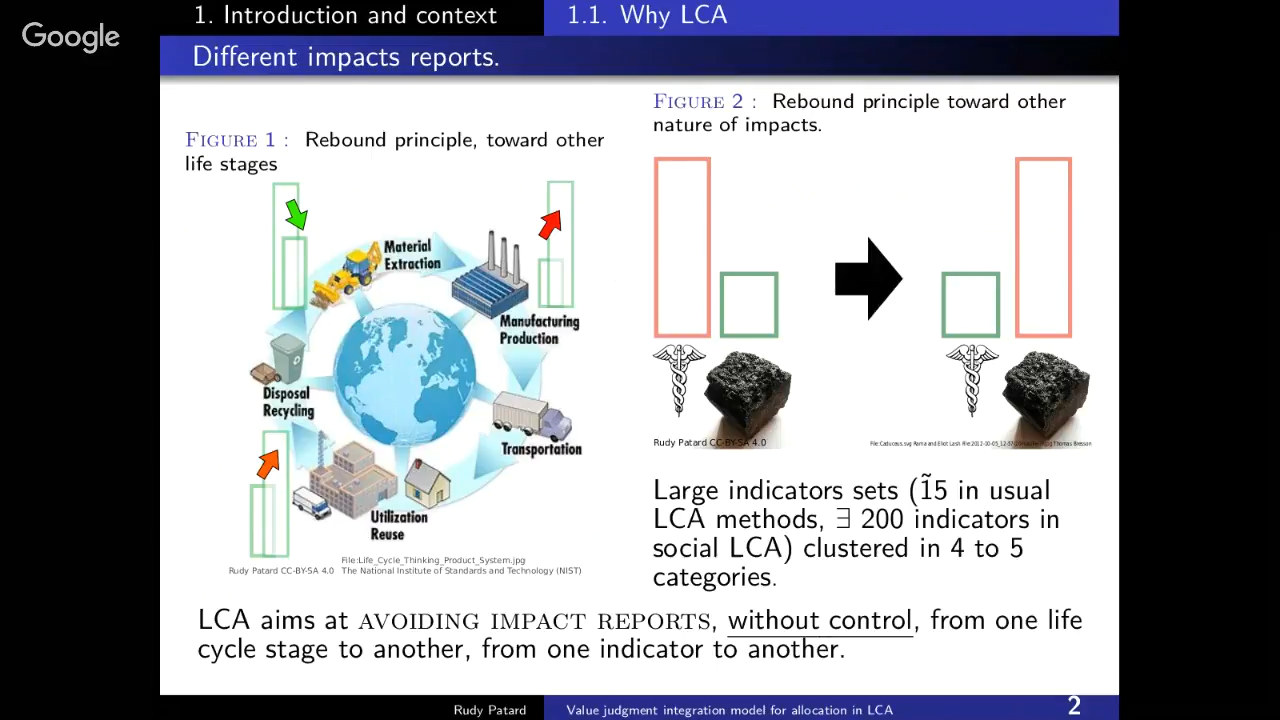 Google
1. Introduction and context
1.1. Why LCA
Different impacts reports.
FIGURE 1 : Rebound principle, toward other
life stages
Material
Extraction
Manufacturing
Production
Transportation
Utilization
Reuse
Disposal
Recycling
File:Life_Cycle_Thinking_Product_System.jpg
Rudy Patard CC-BY-SA 4.0 The National Institute of Standards and Technology (NIST)
FIGURE 2 : Rebound principle toward other
nature of impacts.
Rudy Patard CC-BY-SA 4.0
Large indicators sets (1̃5 in usual
LCA methods, ∃ 200 indicators in
social LCA) clustered in 4 to 5
categories.
LCA aims at AVOIDING IMPACT REPORTS, without control, from one life
cycle stage to another, from one indicator to another.
Rudy Patard
Value judgment integration model for allocation in LCA
2